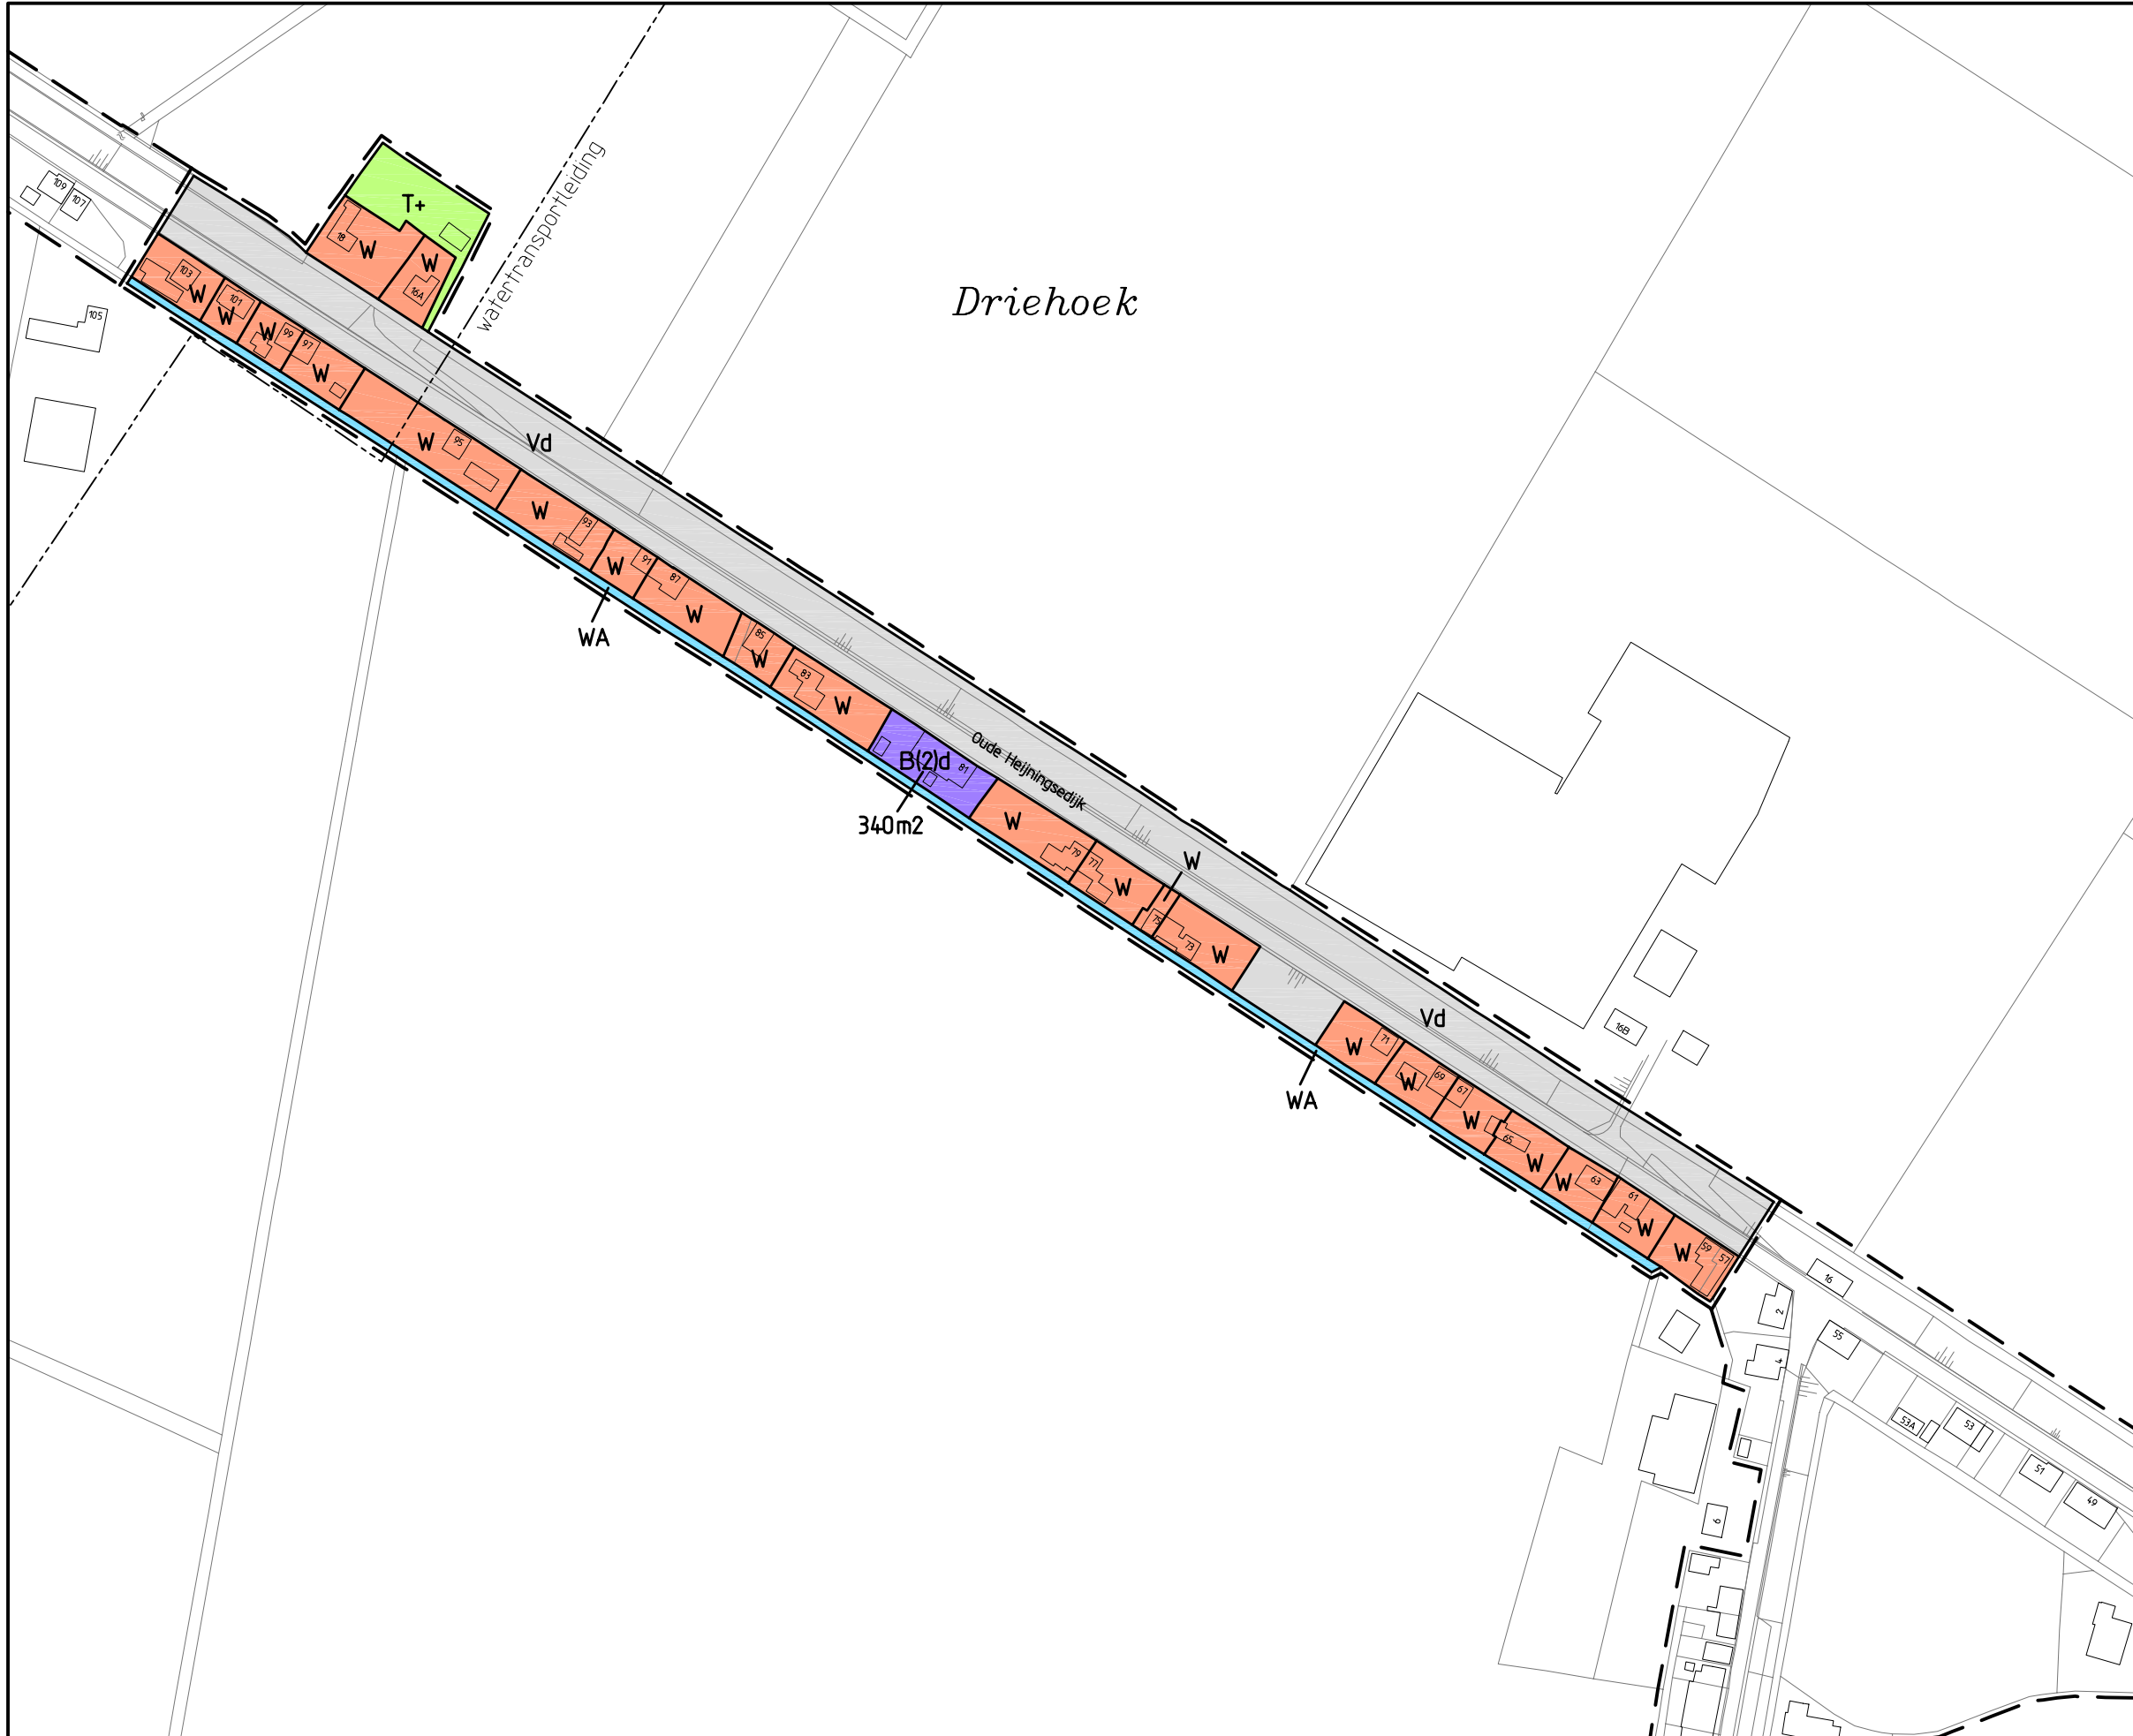 109
107
T+
18
W
W
16A
watertransportleiding
Driehoek
103
W
101
W
W
99
97
W
105
W
95
Vd
W
93
W
91
87
W
WA
85
W
83
W
B(2)d
81
340m2
Oude Heijningsedijk
W
79
77
W
W
75
73
W
Vd
16B
W
71
W
69
67
W
65
W
WA
W
63
61
W
W
59
57
16
2
55
4
53A
53
51
49
6